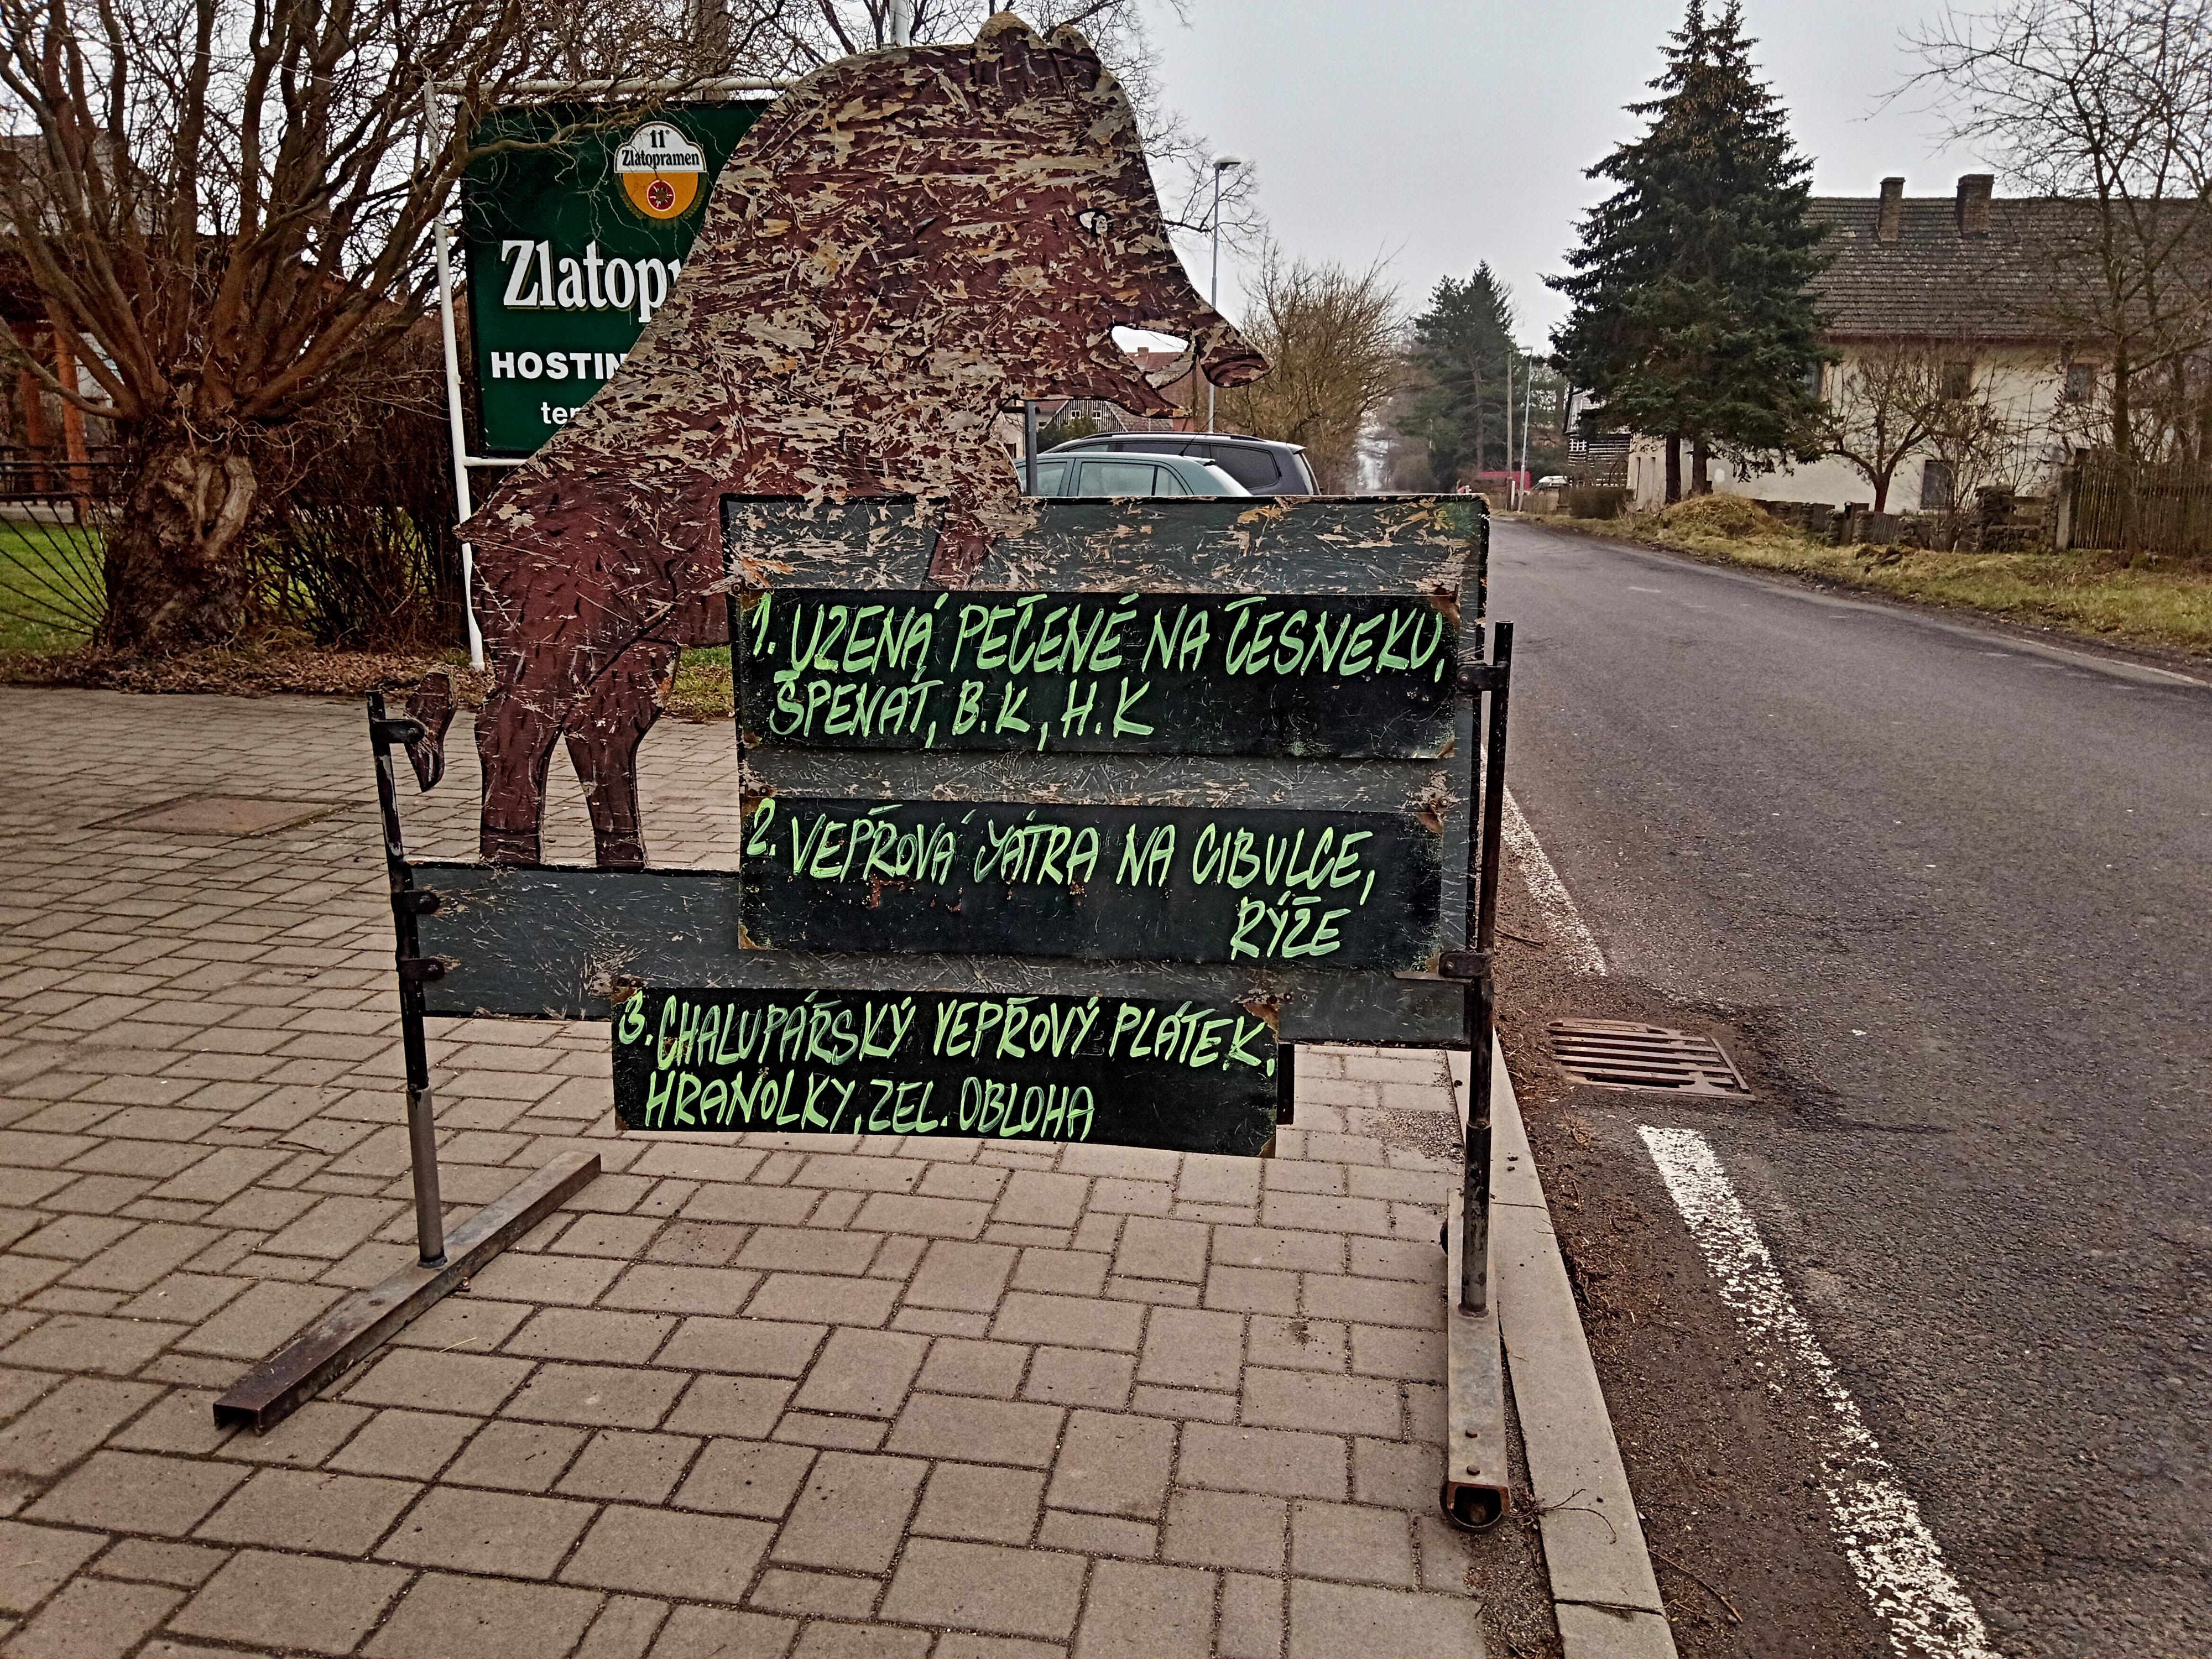 11°
Zlatopramen
Zlatop
HOSTIN
ter
1. UZENÁ PEČENĚ NA ČESNEKU,
ŠPENÁT, B.K, H.K
2. VEPŘOVÁ JÁTRA NA CIBULCE,
RÝŽE
3. CHALUPÁŘSKÝ VEPŘOVÝ PLÁTEK,
HRANOLKY, ZEL. OBLOHA